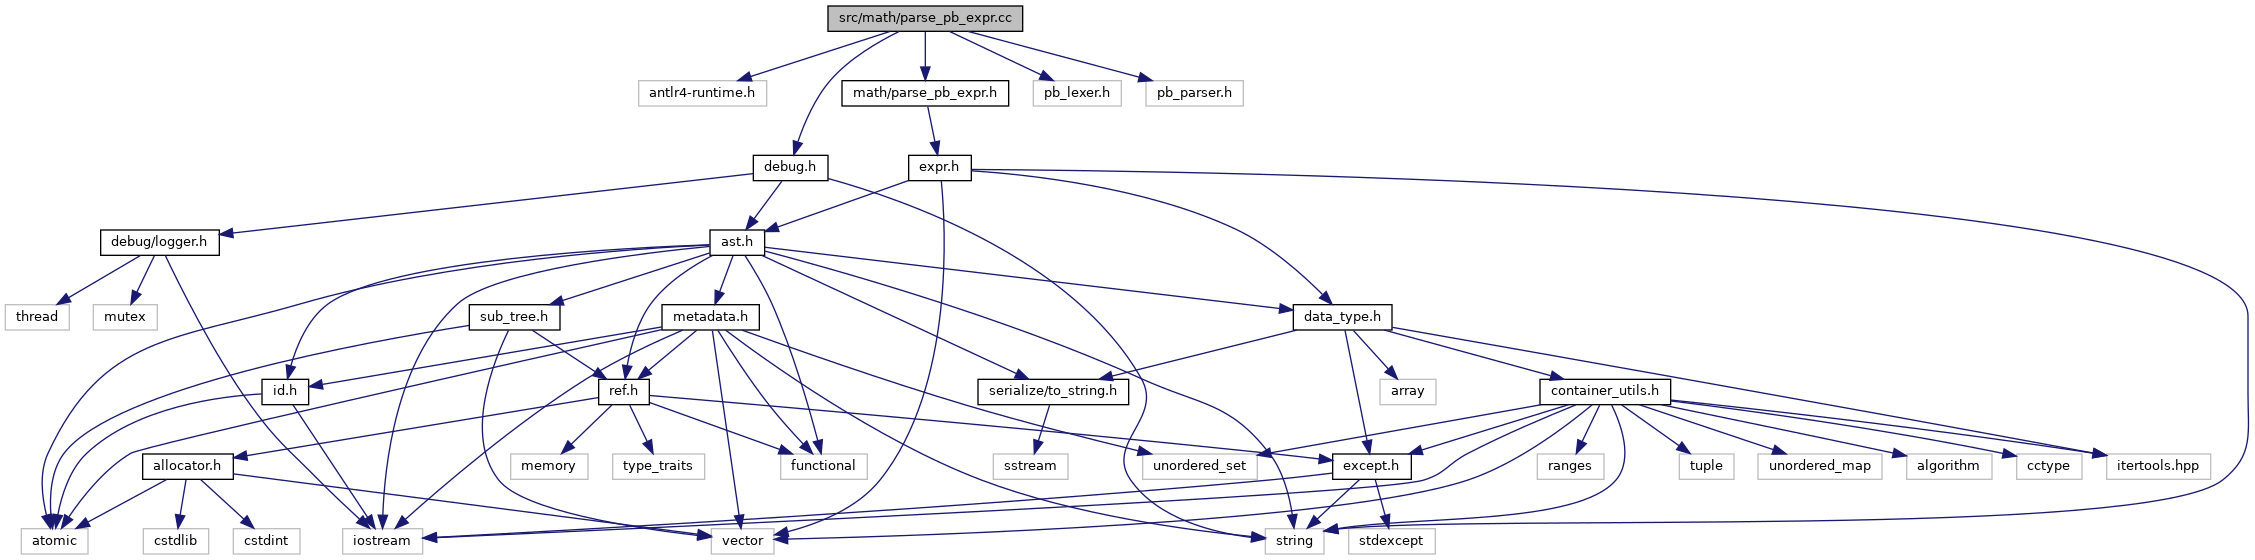 src/math/parse_pb_expr.cc
antlr4-runtime.h
math/parse_pb_expr.h
pb_lexer.h
pb_parser.h
debug.h
expr.h
debug/logger.h
ast.h
thread
mutex
sub_tree.h
metadata.h
data_type.h
id.h
ref.h
serialize/to_string.h
array
container_utils.h
allocator.h
memory
type_traits
functional
sstream
unordered_set
except.h
ranges
tuple
unordered_map
algorithm
cctype
itertools.hpp
atomic
cstdlib
cstdint
iostream
vector
string
stdexcept